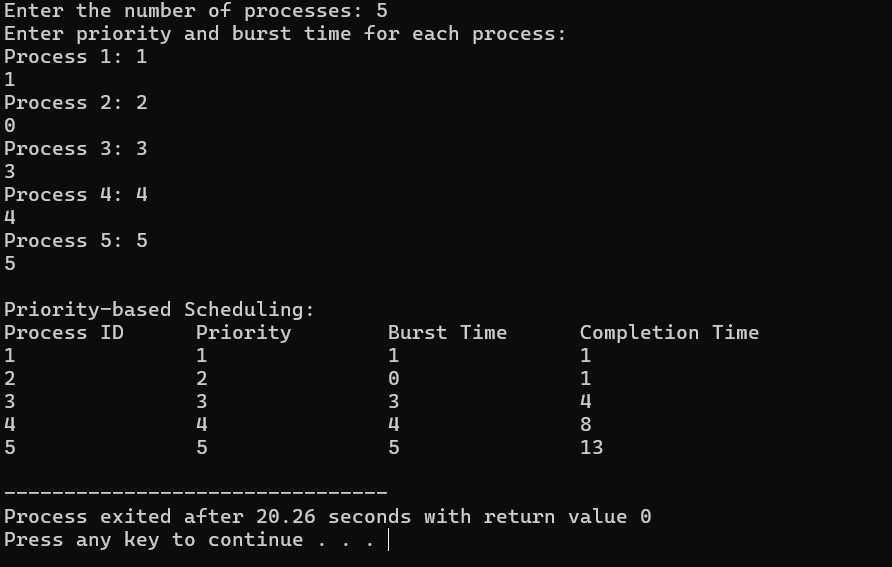 Enter the number of processes: 5
Enter priority and burst time for each process:
Process 1: 1
1
Process 2: 2
0
Process 3: 3
3
Process 4: 4
4
Process 5: 5
5
Priority-based Scheduling:
Process ID Priority Burst Time Completion Time
1 1 1 1
2 2 0 1
3 3 3 4
4 4 4 8
5 5 5 13
--------------------------------
Process exited after 20.26 seconds with return value 0
Press any key to continue . . .